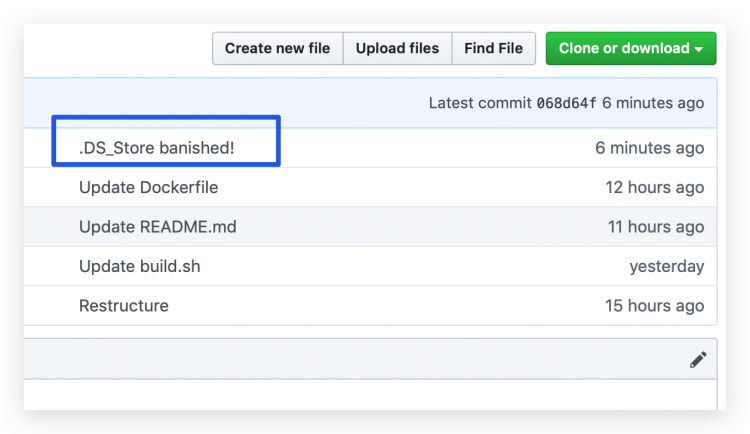 Create new file Upload files Find File Clone or download
Latest commit 068d64f 6 minutes ago
.DS_Store banished! 6 minutes ago
Update Dockerfile 12 hours ago
Update README.md 11 hours ago
Update build.sh yesterday
Restructure 15 hours ago